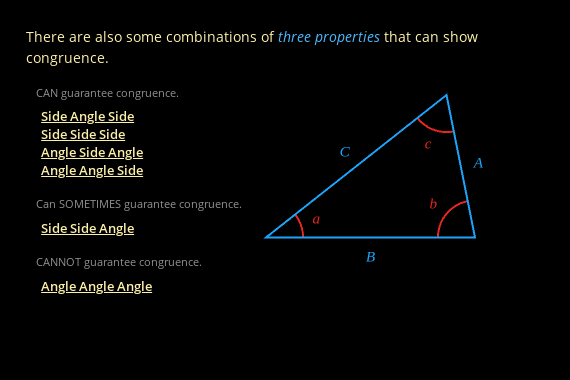 There are also some combinations of three properties that can show
congruence.
CAN guarantee congruence.
Side Angle Side
Side Side Side
Angle Side Angle
Angle Angle Side
Can SOMETIMES guarantee congruence.
Side Side Angle
CANNOT guarantee congruence.
Angle Angle Angle
C
c
A
b
a
B